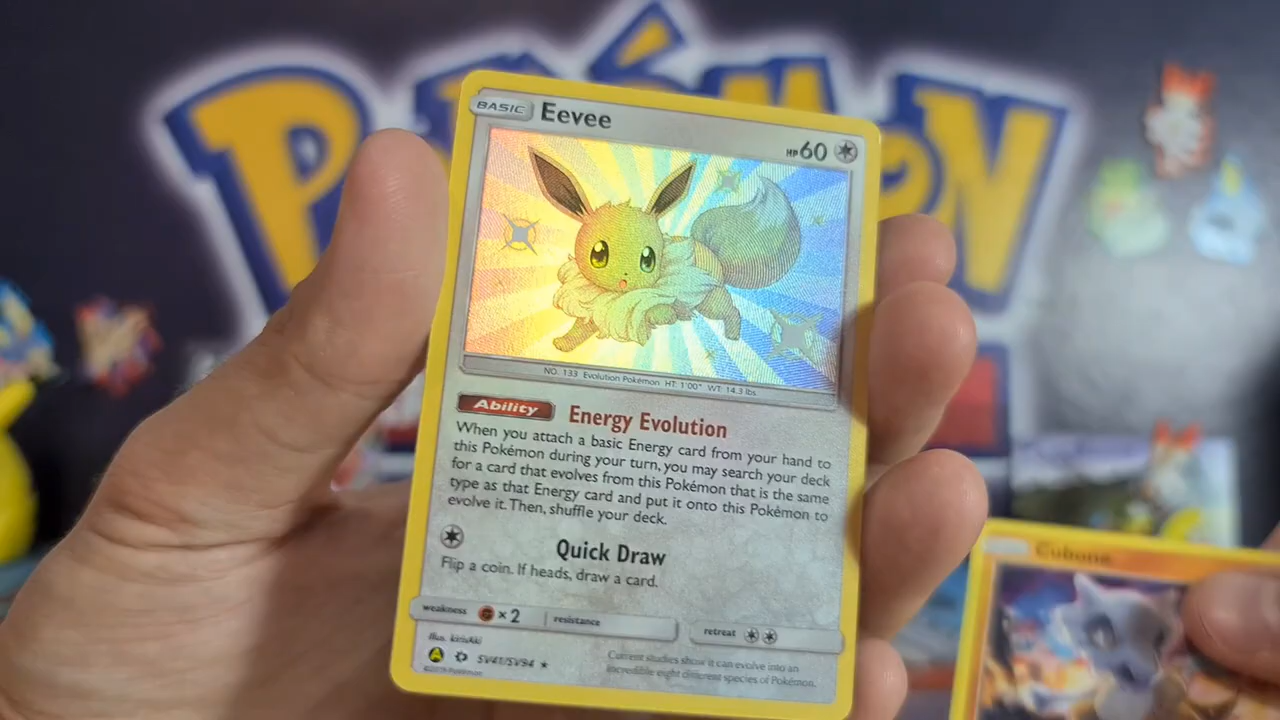 POKÉMON
BASIC Eevee
HP 60
NO. 133 Evolution Pokémon HT: 1'00" WT: 14.3 lbs
Ability Energy Evolution
When you attach a basic Energy card from your hand to
this Pokémon during your turn, you may search your deck
for a card that evolves from this Pokémon that is the same
type as that Energy card and put it onto this Pokémon to
evolve it. Then, shuffle your deck.
Quick Draw
Flip a coin. If heads, draw a card.
weakness × 2 resistance retreat
Illus. kirisAki
Current studies show it can evolve into an
incredible eight different species of Pokémon.
SV41/SV94
©2019 Pokémon
Cubone